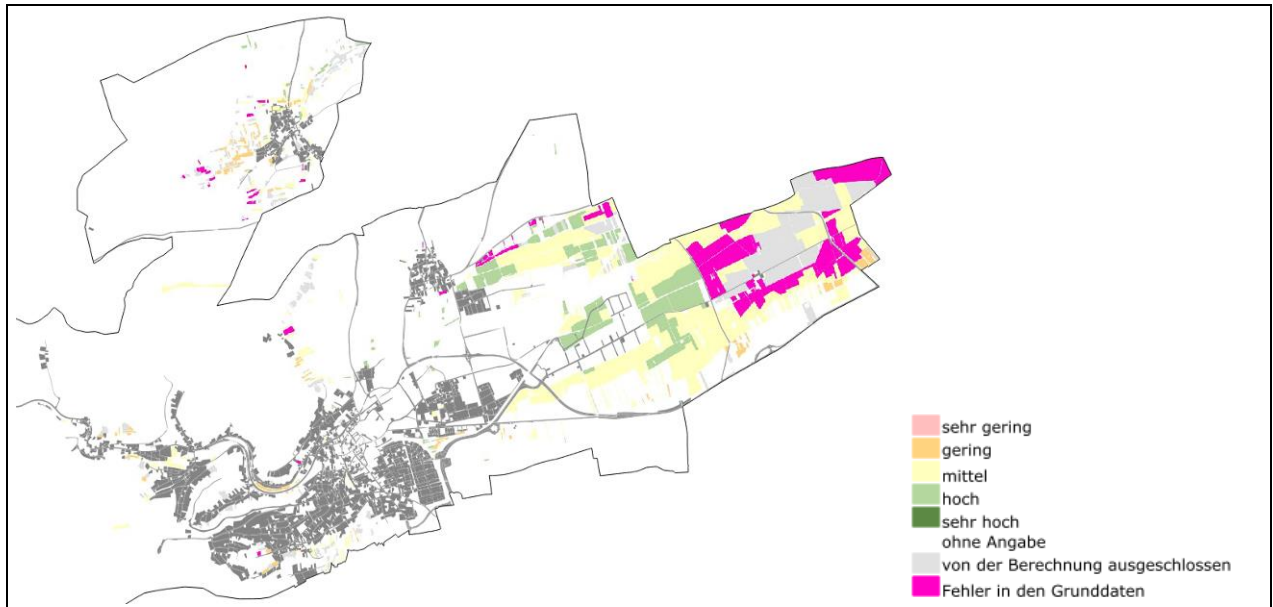 sehr gering
gering
mittel
hoch
sehr hoch
ohne Angabe
von der Berechnung ausgeschlossen
Fehler in den Grunddaten